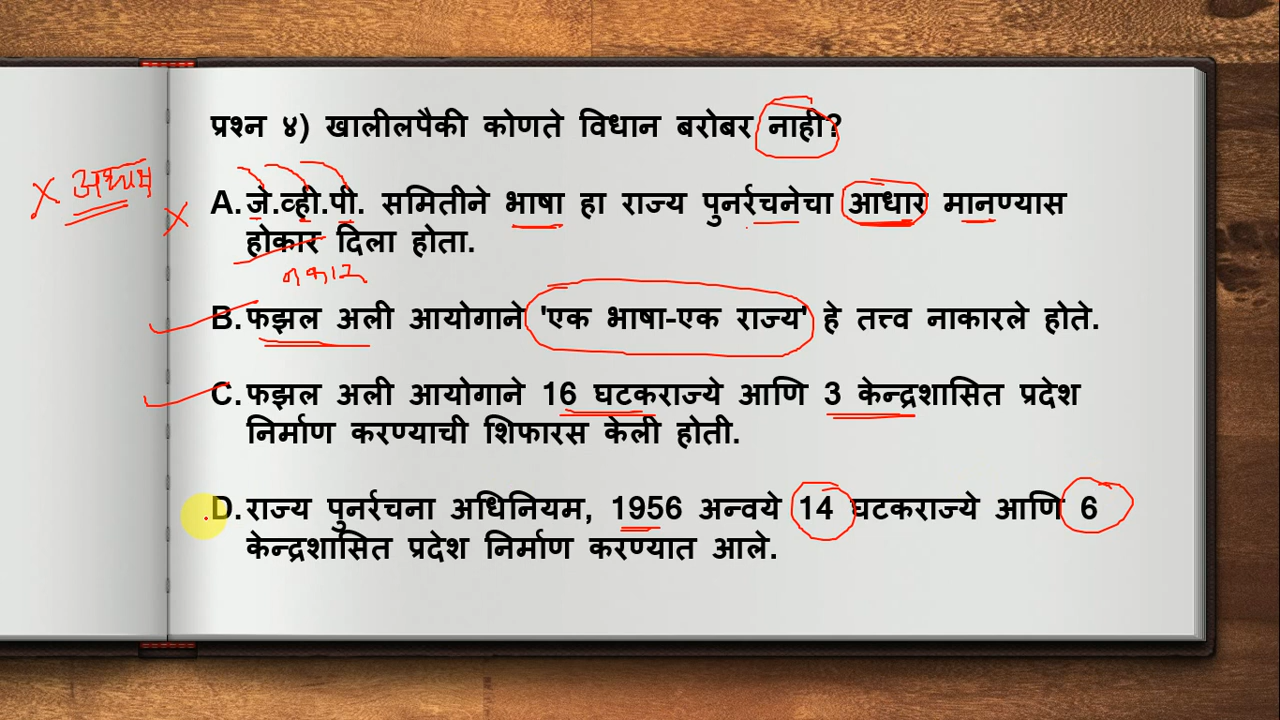 प्रश्न ४) खालीलपैकी कोणते विधान बरोबर नाही?
A. जे.व्ही.पी. समितीने भाषा हा राज्य पुनर्रचनेचा आधार मानण्यास
होकार दिला होता.
नकार
B. फझल अली आयोगाने 'एक भाषा-एक राज्य' हे तत्त्व नाकारले होते.
C. फझल अली आयोगाने 16 घटकराज्ये आणि 3 केन्द्रशासित प्रदेश
निर्माण करण्याची शिफारस केली होती.
D. राज्य पुनर्रचना अधिनियम, 1956 अन्वये 14 घटकराज्ये आणि 6
केन्द्रशासित प्रदेश निर्माण करण्यात आले.